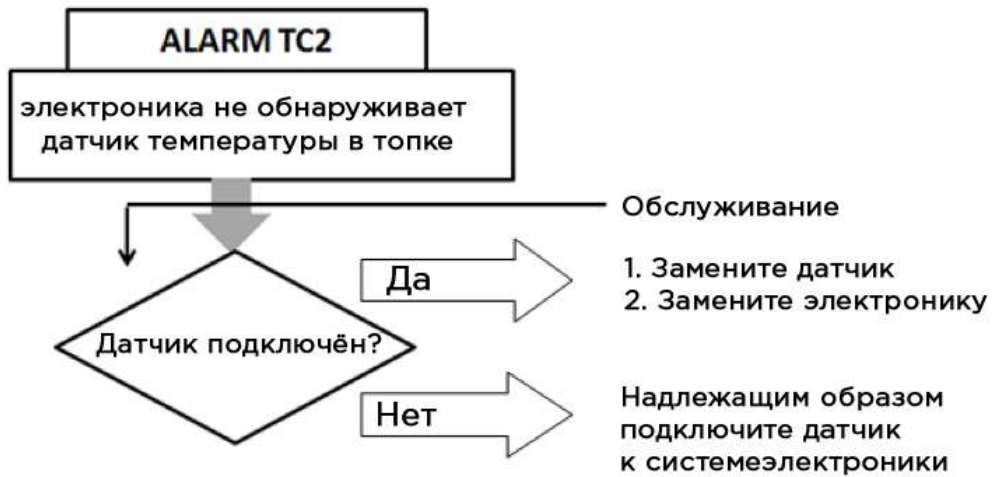 ALARM TC2
электроника не обнаруживает
датчик температуры в топке
Обслуживание
Датчик подключён?
Да
1. Замените датчик
2. Замените электронику
Нет
Надлежащим образом
подключите датчик
к системеэлектроники